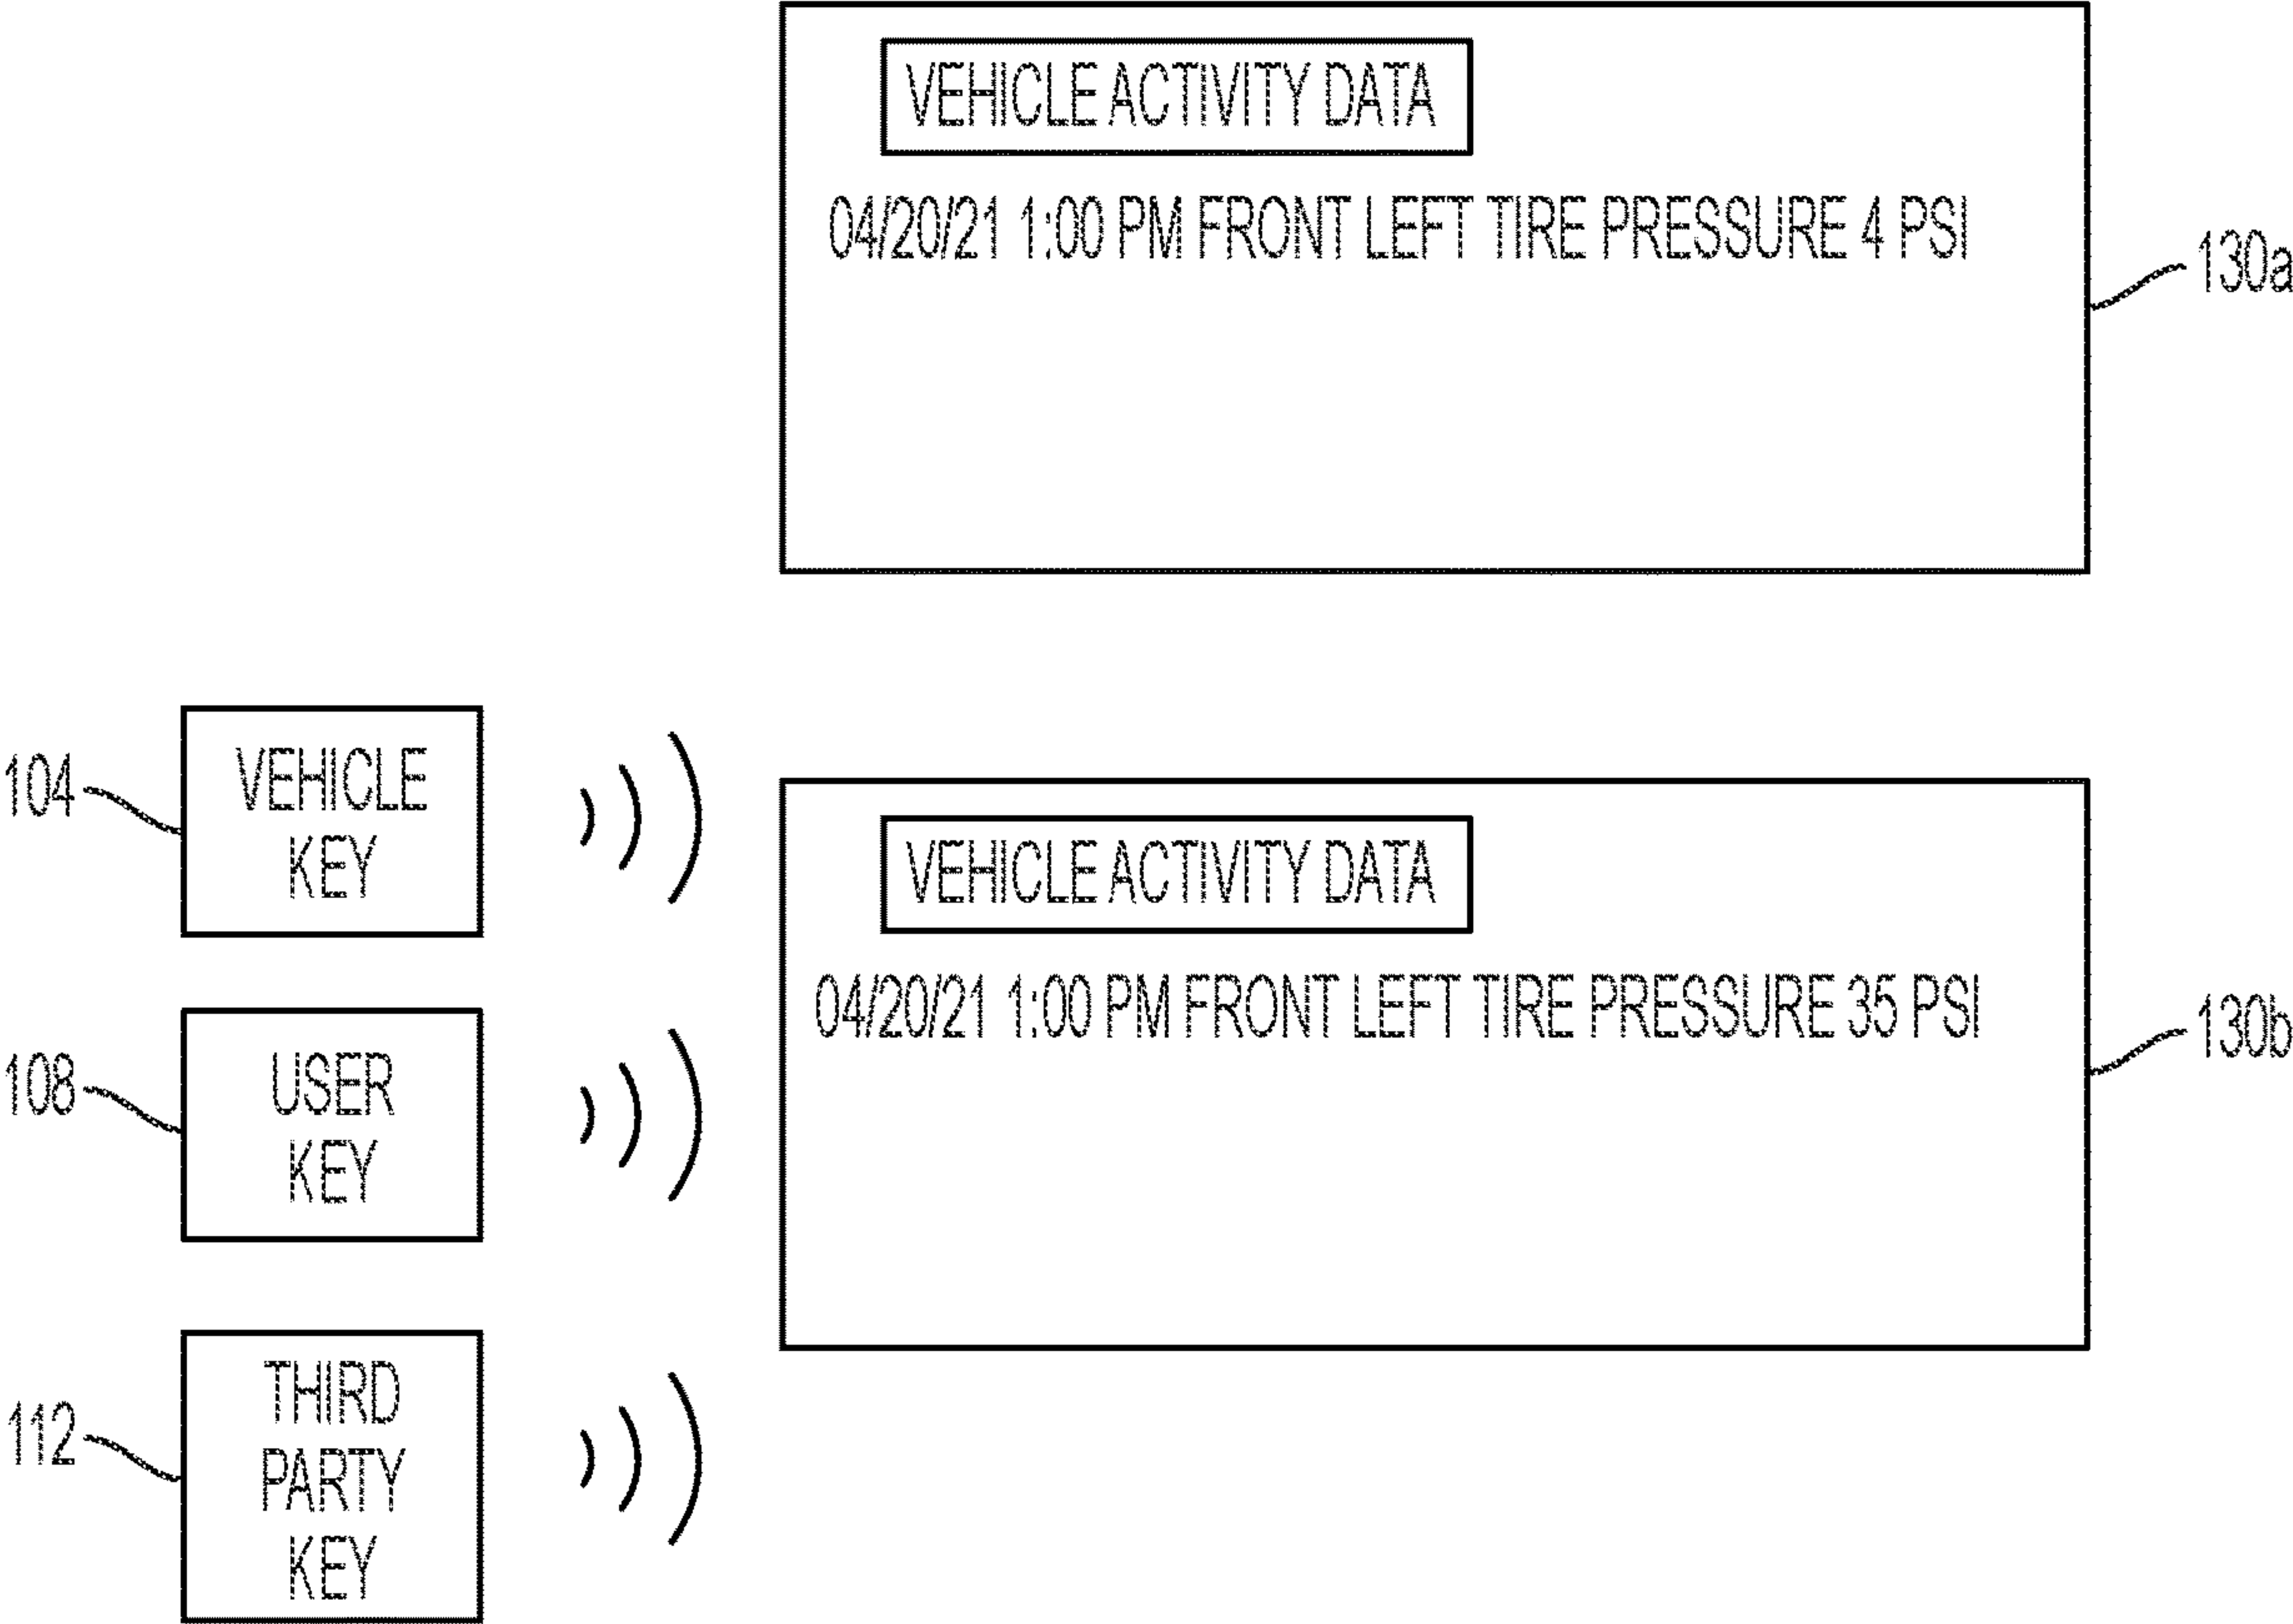 VEHICLE ACTIVITY DATA
04/20/21 1:00 PM FRONT LEFT TIRE PRESSURE 4 PSI
130a
104
VEHICLE
KEY
VEHICLE ACTIVITY DATA
04/20/21 1:00 PM FRONT LEFT TIRE PRESSURE 35 PSI
130b
108
USER
KEY
112
THIRD
PARTY
KEY